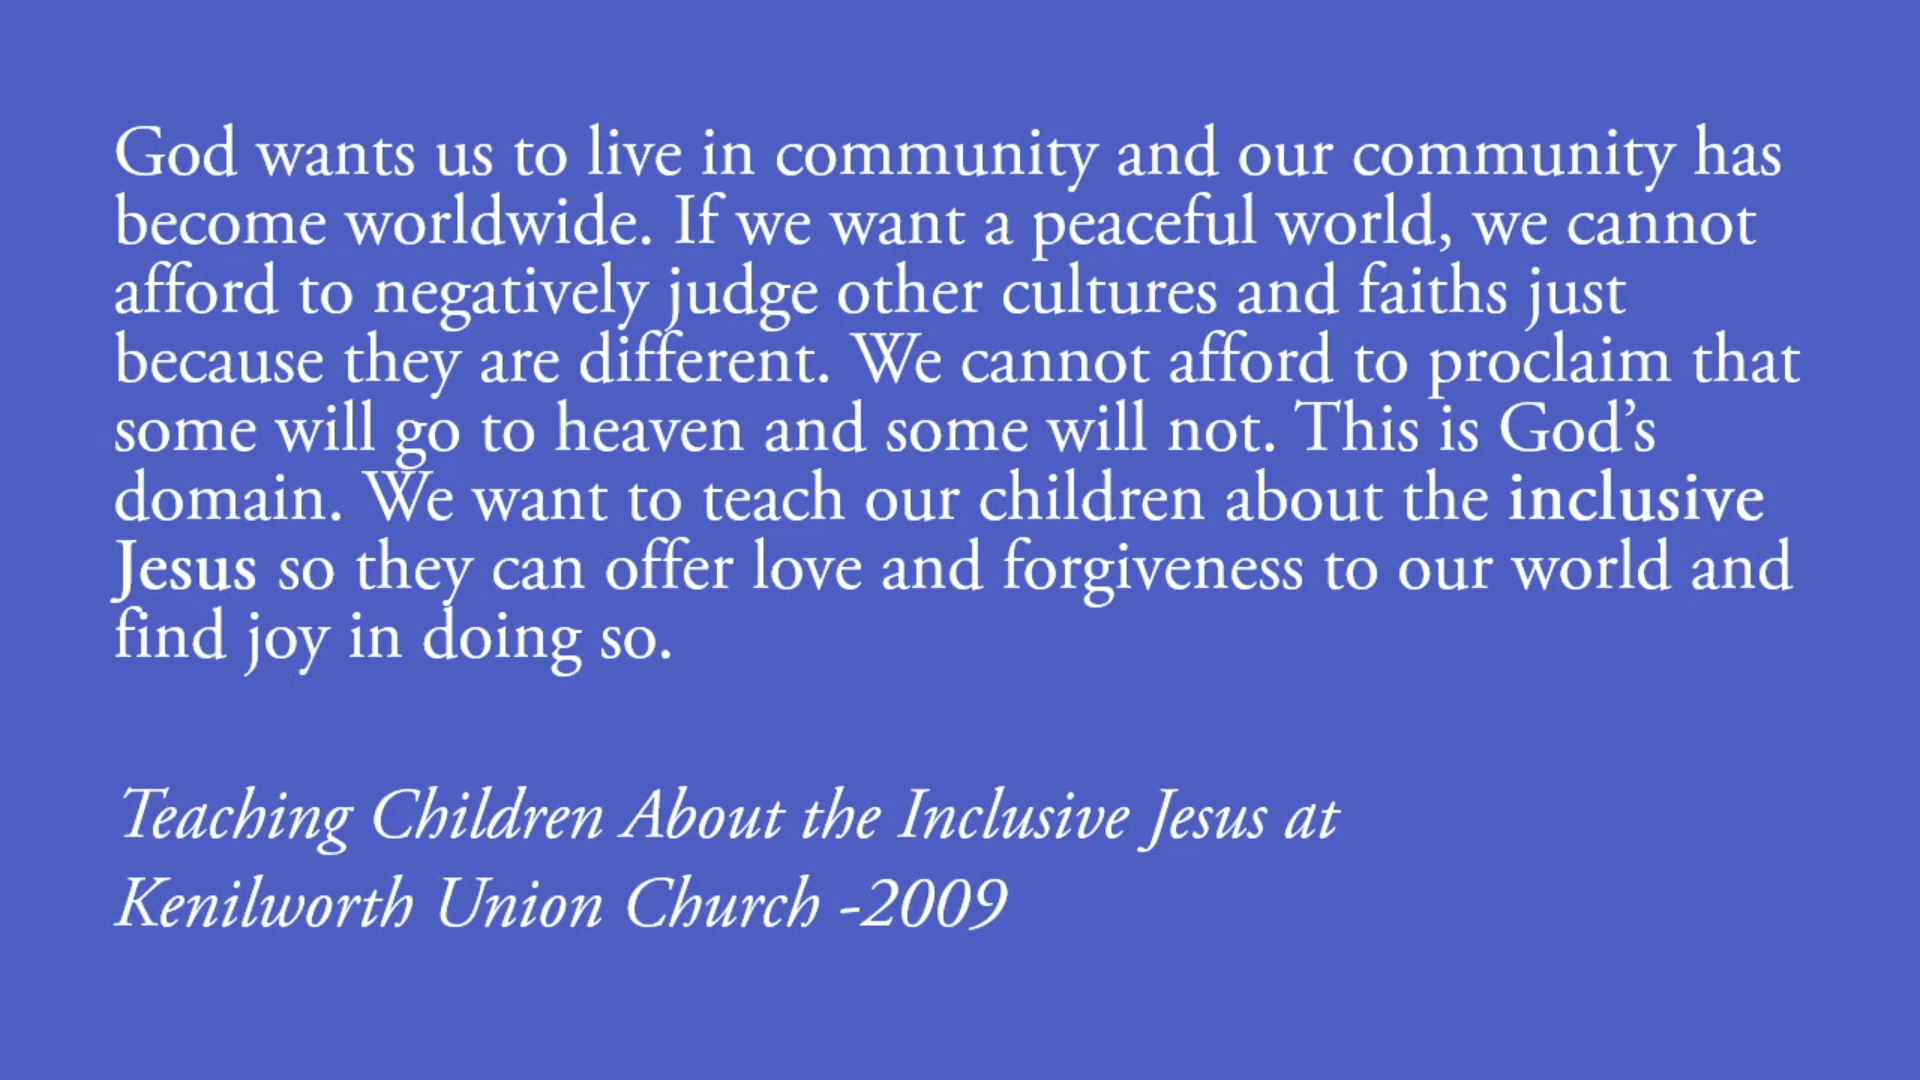 God wants us to live in community and our community has
become worldwide. If we want a peaceful world, we cannot
afford to negatively judge other cultures and faiths just
because they are different. We cannot afford to proclaim that
some will go to heaven and some will not. This is God’s
domain. We want to teach our children about the inclusive
Jesus so they can offer love and forgiveness to our world and
find joy in doing so.
Teaching Children About the Inclusive Jesus at
Kenilworth Union Church -2009